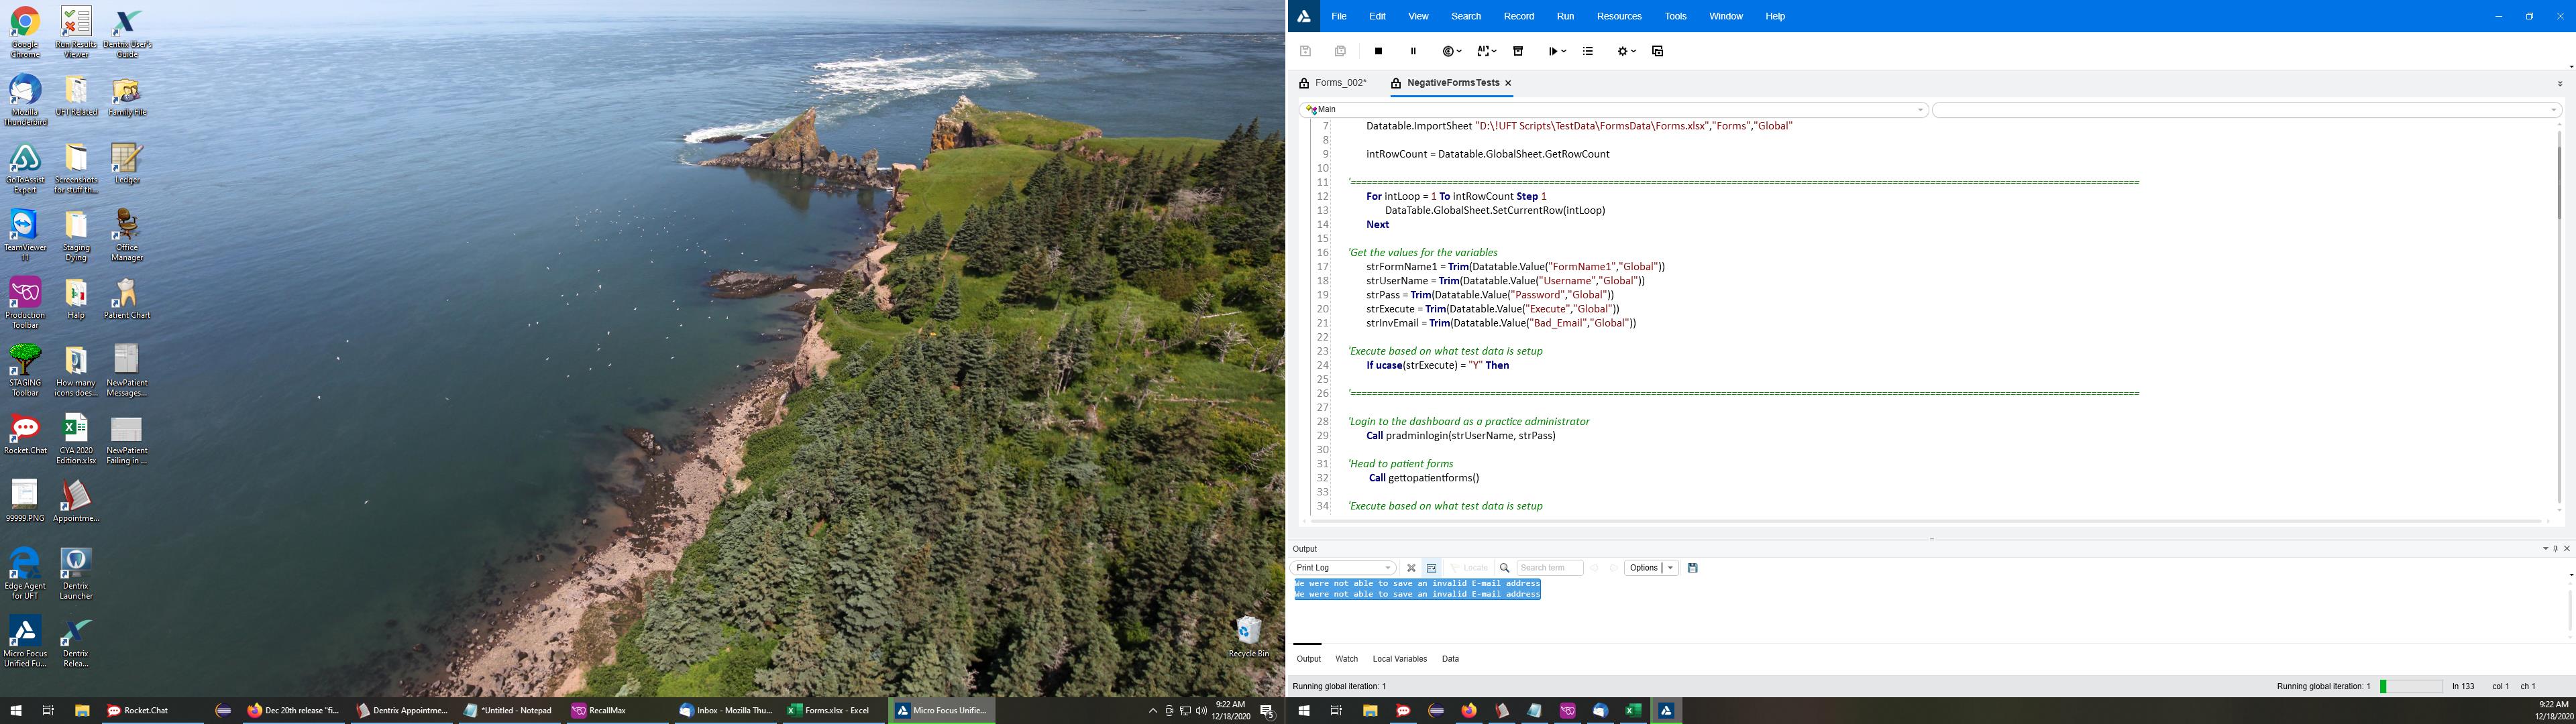 Google Chrome
Run Results Viewer
Dentrix User's Guide
Mozilla Thunderbird
UFT Related
Family File
GoToAssist Expert
Screenshots for stuff th...
Ledger
TeamViewer 11
Staging Dying
Office Manager
Production Toolbar
Halp
Patient Chart
STAGING Toolbar
How many icons does...
NewPatient Messages...
Rocket.Chat
CYA 2020 Edition.xlsx
NewPatient Failing in ...
99999.PNG
Appointme...
Edge Agent for UFT
Dentrix Launcher
Micro Focus Unified Fu...
Dentrix Relea...
Recycle Bin
Rocket.Chat
Dec 20th release "fi...
Dentrix Appointme...
*Untitled - Notepad
RecallMax
Inbox - Mozilla Thu...
Forms.xlsx - Excel
Micro Focus Unifie...
9:22 AM
12/18/2020
5
File Edit View Search Record Run Resources Tools Window Help
Forms_002*
NegativeFormsTests
Main
7 Datatable.ImportSheet "D:\!UFT Scripts\TestData\FormsData\Forms.xlsx","Forms","Global"
8
9 intRowCount = Datatable.GlobalSheet.GetRowCount
10
11
12 For intLoop = 1 To intRowCount Step 1
13 DataTable.GlobalSheet.SetCurrentRow(intLoop)
14 Next
15
16 'Get the values for the variables
17 strFormName1 = Trim(Datatable.Value("FormName1","Global"))
18 strUserName = Trim(Datatable.Value("Username","Global"))
19 strPass = Trim(Datatable.Value("Password","Global"))
20 strExecute = Trim(Datatable.Value("Execute","Global"))
21 strInvEmail = Trim(Datatable.Value("Bad_Email","Global"))
22
23 'Execute based on what test data is setup
24 If ucase(strExecute) = "Y" Then
25
26
27
28 'Login to the dashboard as a practice administrator
29 Call pradminlogin(strUserName, strPass)
30
31 'Head to patient forms
32 Call gettopatientforms()
33
34 'Execute based on what test data is setup
Output
Print Log
Locate
Search term
Options
We were not able to save an invalid E-mail address
We were not able to save an invalid E-mail address
Output Watch Local Variables Data
Running global iteration: 1
Running global iteration: 1
ln 133 col 1 ch 1
9:22 AM
12/18/2020